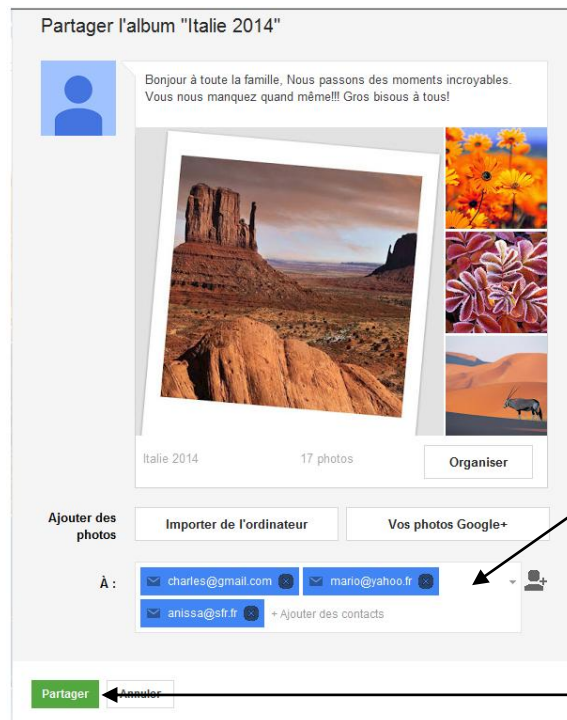 Partager l'album "Italie 2014"
Bonjour à toute la famille, Nous passons des moments incroyables.
Vous nous manquez quand même!!! Gros bisous à tous!
Italie 2014
17 photos
Organiser
Ajouter des
photos
Importer de l'ordinateur
Vos photos Google+
À :
charles@gmail.com
mario@yahoo.fr
anissa@sfr.fr
+ Ajouter des contacts
Partager
Annuler